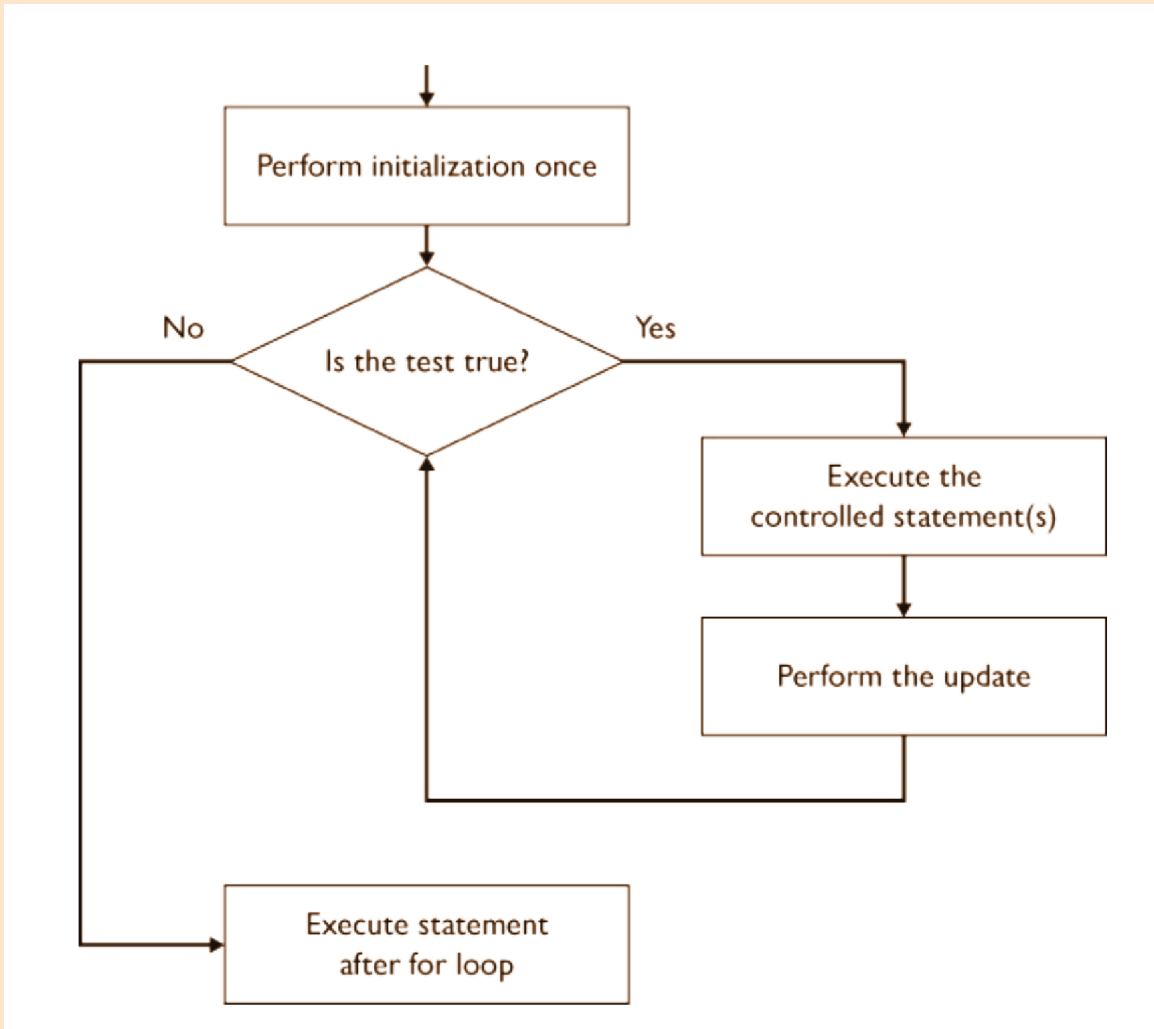 Perform initialization once
No
Yes
Is the test true?
Execute the
controlled statement(s)
Perform the update
Execute statement
after for loop